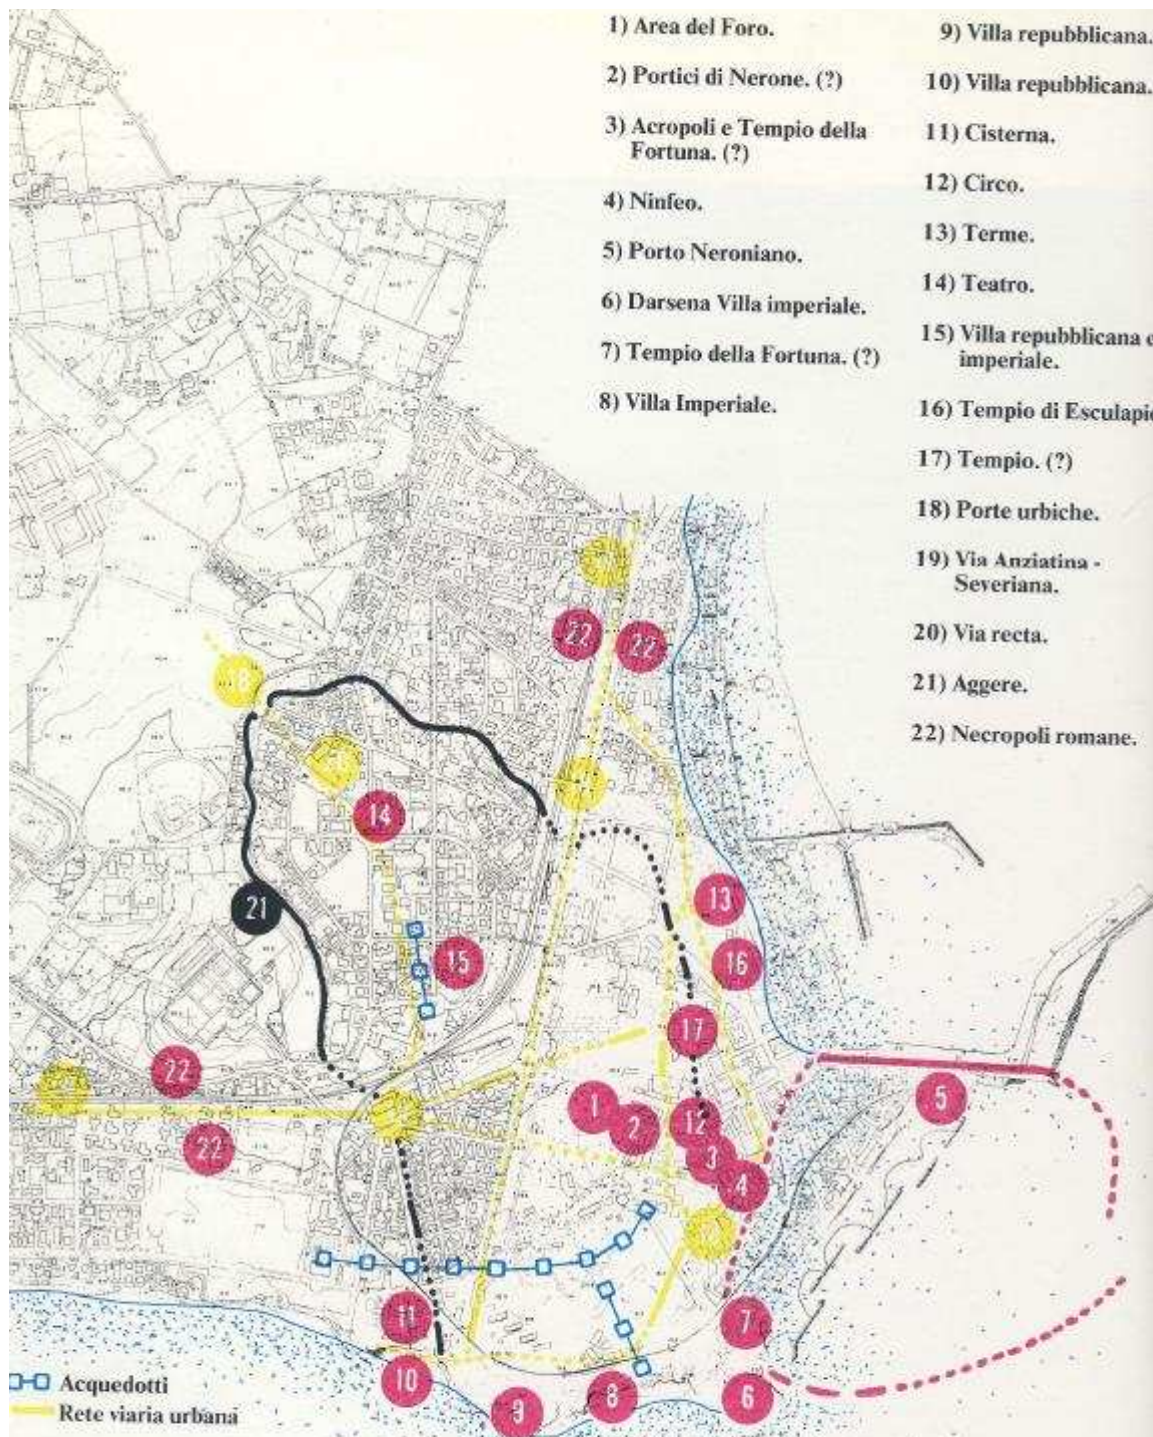 1) Area del Foro.
2) Portici di Nerone. (?)
3) Acropoli e Tempio della
Fortuna. (?)
4) Ninfeo.
5) Porto Neroniano.
6) Darsena Villa imperiale.
7) Tempio della Fortuna. (?)
8) Villa Imperiale.
9) Villa repubblicana.
10) Villa repubblicana.
11) Cisterna.
12) Circo.
13) Terme.
14) Teatro.
15) Villa repubblicana e
imperiale.
16) Tempio di Esculapio
17) Tempio. (?)
18) Porte urbiche.
19) Via Anziatina -
Severiana.
20) Via recta.
21) Aggere.
22) Necropoli romane.
22
22
14
21
15
13
16
17
22
22
1
2
12
3
4
5
11
10
9
8
7
6
Acquedotti
Rete viaria urbana